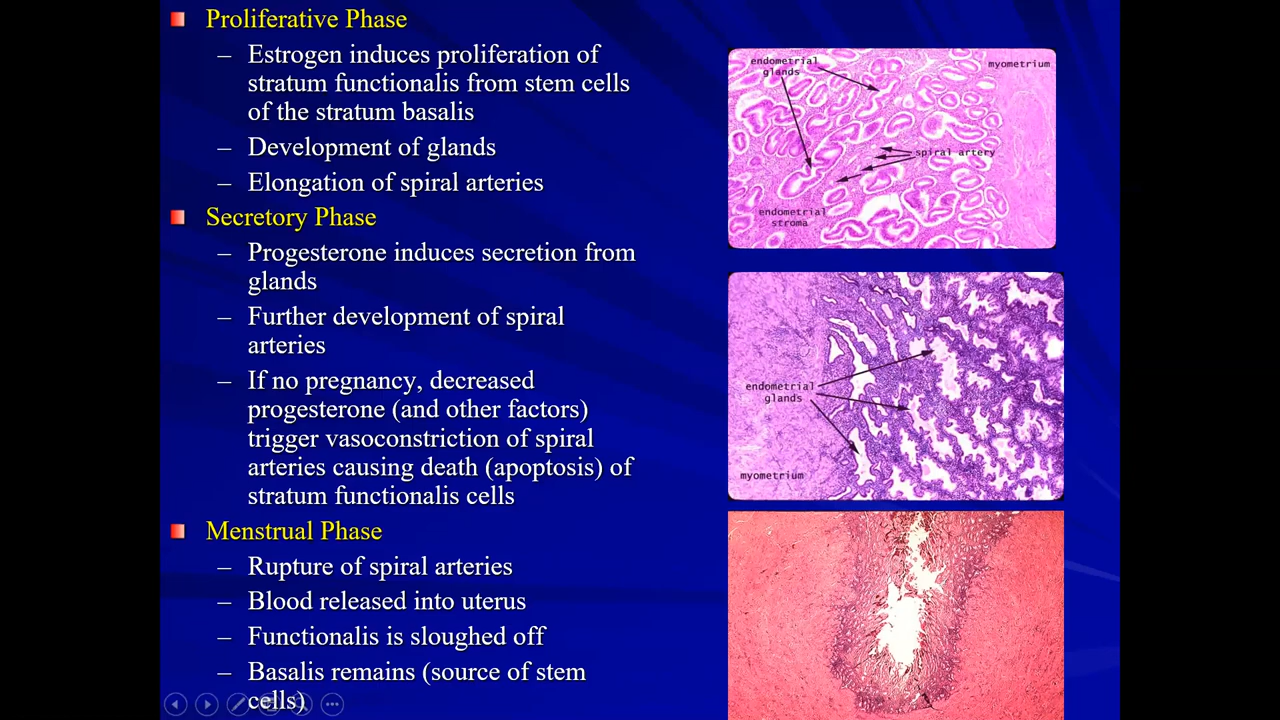 Proliferative Phase
– Estrogen induces proliferation of
stratum functionalis from stem cells
of the stratum basalis
– Development of glands
– Elongation of spiral arteries
Secretory Phase
– Progesterone induces secretion from
glands
– Further development of spiral
arteries
– If no pregnancy, decreased
progesterone (and other factors)
trigger vasoconstriction of spiral
arteries causing death (apoptosis) of
stratum functionalis cells
Menstrual Phase
– Rupture of spiral arteries
– Blood released into uterus
– Functionalis is sloughed off
– Basalis remains (source of stem
cells)
endometrial
glands
myometrium
spiral artery
endometrial
stroma
endometrial
glands
myometrium